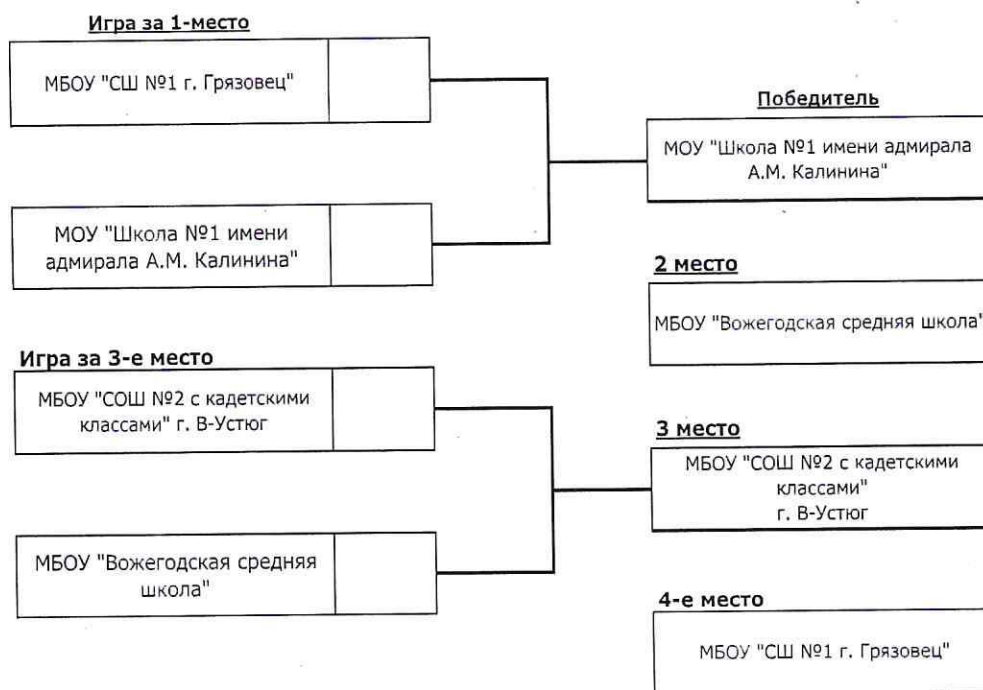 Игра за 1-место
МБОУ "СШ №1 г. Грязовец"
МОУ "Школа №1 имени
адмирала А.М. Калинина"
Победитель
МОУ "Школа №1 имени адмирала
А.М. Калинина"
2 место
МБОУ "Вожегодская средняя школа"
Игра за 3-е место
МБОУ "СОШ №2 с кадетскими
классами" г. В-Устюг
МБОУ "Вожегодская средняя
школа"
3 место
МБОУ "СОШ №2 с кадетскими
классами"
г. В-Устюг
4-е место
МБОУ "СШ №1 г. Грязовец"